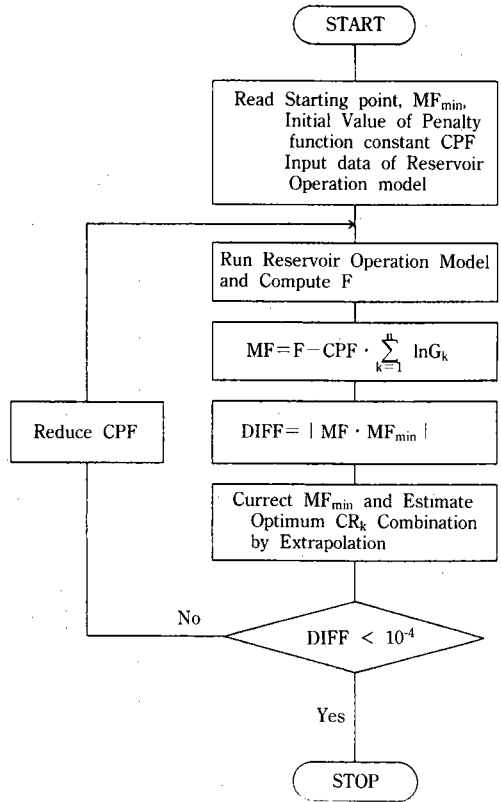 START
Read Starting point, MFmin,
Initial Value of Penalty
function constant CPF
Input data of Reservoir
Operation model
Run Reservoir Operation Model
and Compute F
MF=F−CPF · n∑k=1 lnGk
Reduce CPF
DIFF= | MF · MFmin |
Currect MFmin and Estimate
Optimum CRk Combination
by Extrapolation
No
DIFF < 10-4
Yes
STOP